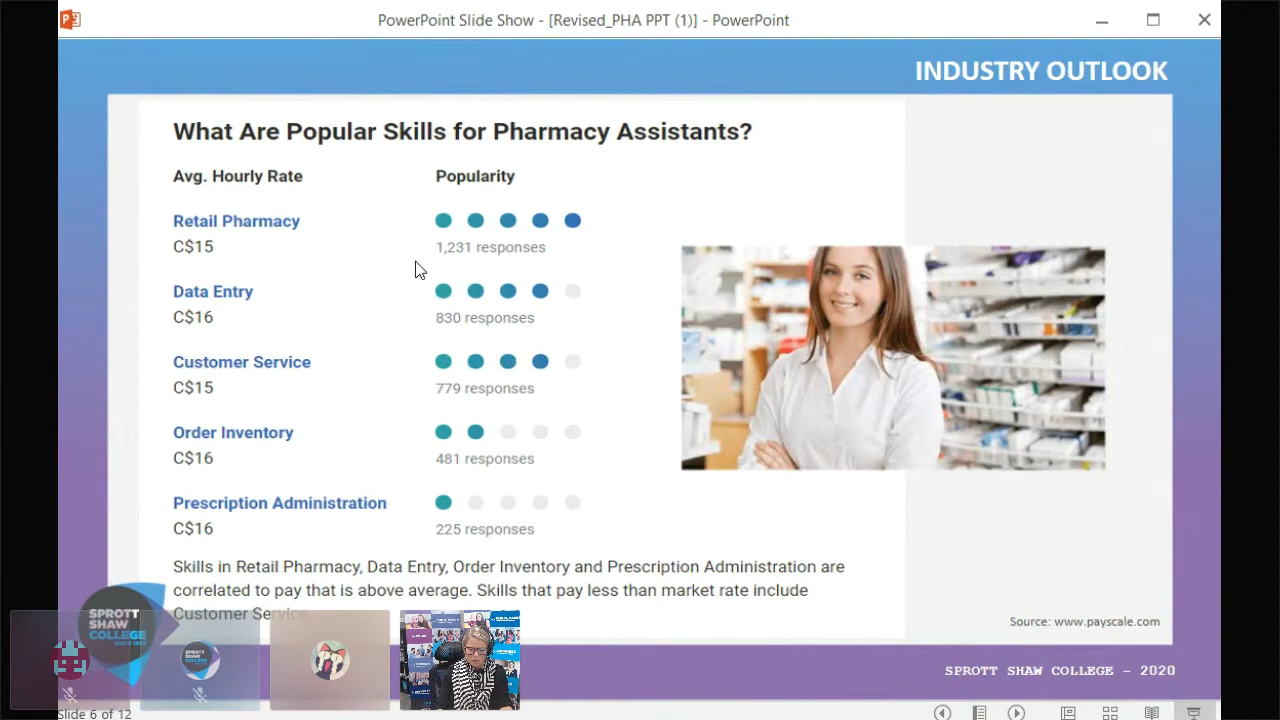 PowerPoint Slide Show - [Revised_PHA PPT (1)] - PowerPoint
INDUSTRY OUTLOOK
What Are Popular Skills for Pharmacy Assistants?
Avg. Hourly Rate Popularity
Retail Pharmacy
C$15 1,231 responses
Data Entry
C$16 830 responses
Customer Service
C$15 779 responses
Order Inventory
C$16 481 responses
Prescription Administration
C$16 225 responses
Skills in Retail Pharmacy, Data Entry, Order Inventory and Prescription Administration are
correlated to pay that is above average. Skills that pay less than market rate include
Customer Service.
Source: www.payscale.com
SPROTT
SHAW
COLLEGE
SINCE 1903
SPROTT SHAW COLLEGE - 2020
Slide 6 of 12